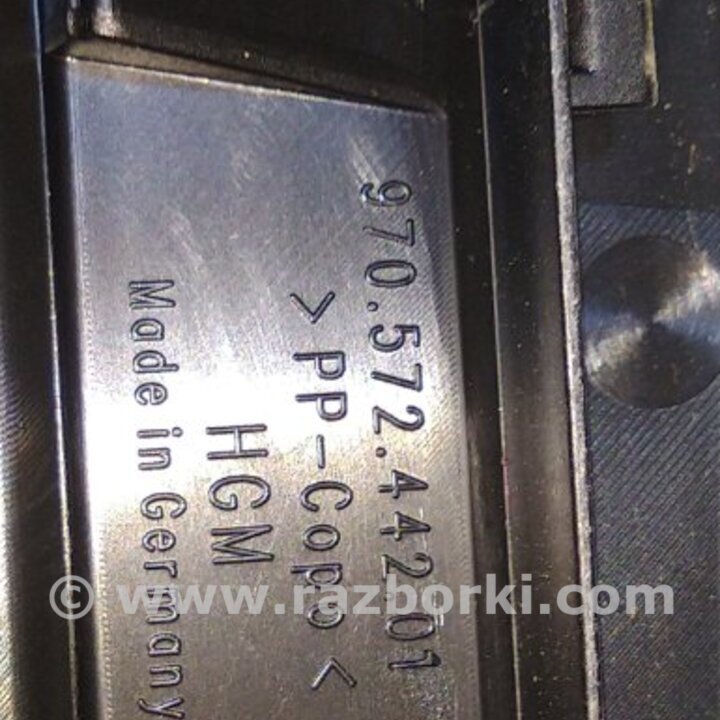 970.572.442.01
>PP-Copo<
HGM
Made in Germany
© www.razborki.com